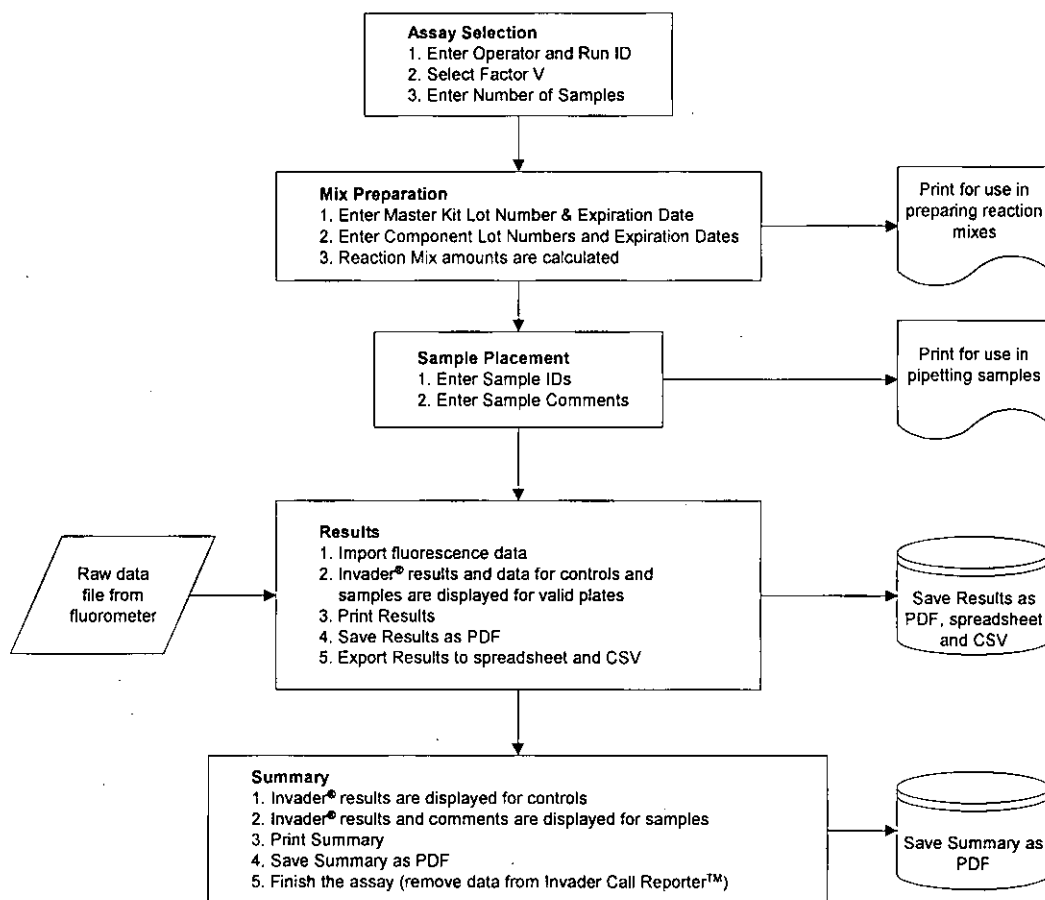 Assay Selection
1. Enter Operator and Run ID
2. Select Factor V
3. Enter Number of Samples
Mix Preparation
1. Enter Master Kit Lot Number & Expiration Date
2. Enter Component Lot Numbers and Expiration Dates
3. Reaction Mix amounts are calculated
Print for use in
preparing reaction
mixes
Sample Placement
1. Enter Sample IDs
2. Enter Sample Comments
Print for use in
pipetting samples
Raw data
file from
fluorometer
Results
1. Import fluorescence data
2. Invader® results and data for controls and
samples are displayed for valid plates
3. Print Results
4. Save Results as PDF
5. Export Results to spreadsheet and CSV
Save Results as
PDF, spreadsheet
and CSV
Summary
1. Invader® results are displayed for controls
2. Invader® results and comments are displayed for samples
3. Print Summary
4. Save Summary as PDF
5. Finish the assay (remove data from Invader Call Reporter™)
Save Summary as
PDF